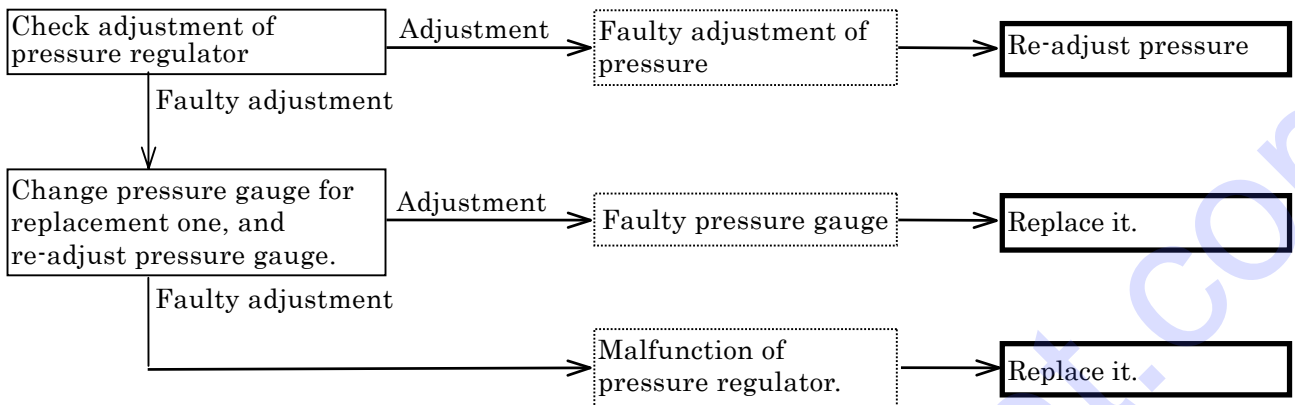 Check adjustment of
pressure regulator
Adjustment
Faulty adjustment of
pressure
Re-adjust pressure
Faulty adjustment
Change pressure gauge for
replacement one, and
re-adjust pressure gauge.
Adjustment
Faulty pressure gauge
Replace it.
Faulty adjustment
Malfunction of
pressure regulator.
Replace it.